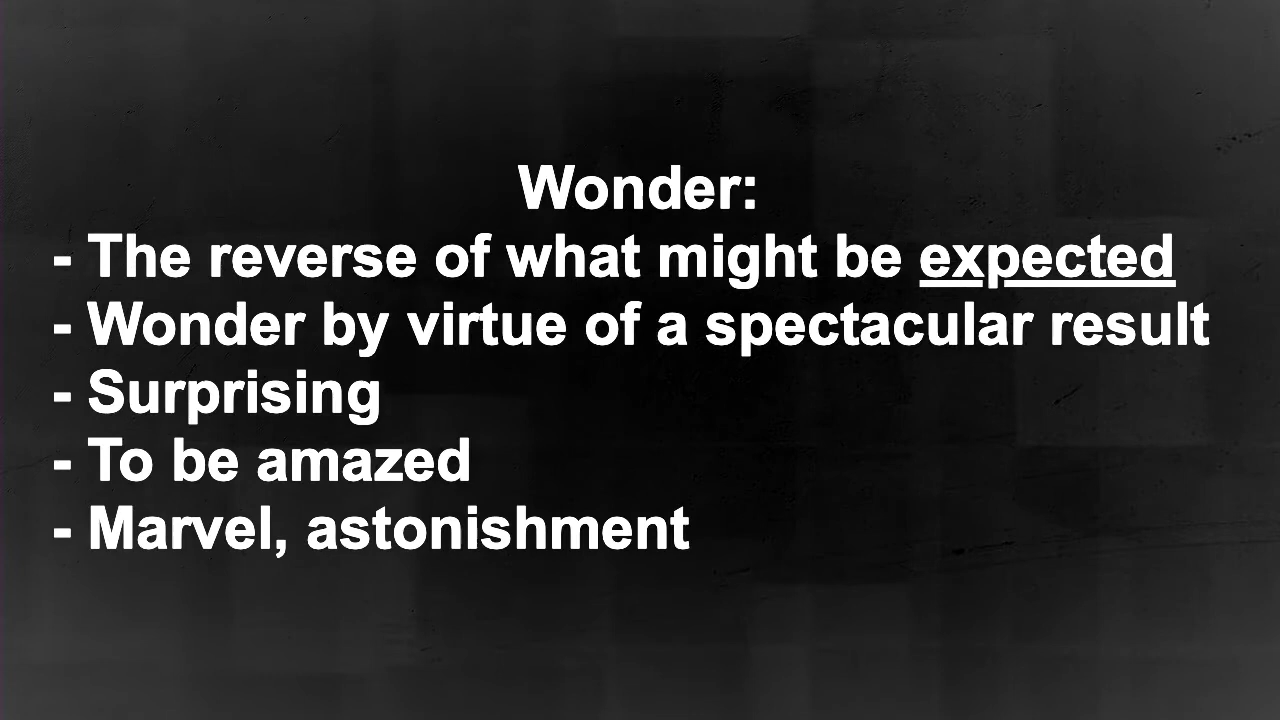 Wonder:
- The reverse of what might be expected
- Wonder by virtue of a spectacular result
- Surprising
- To be amazed
- Marvel, astonishment